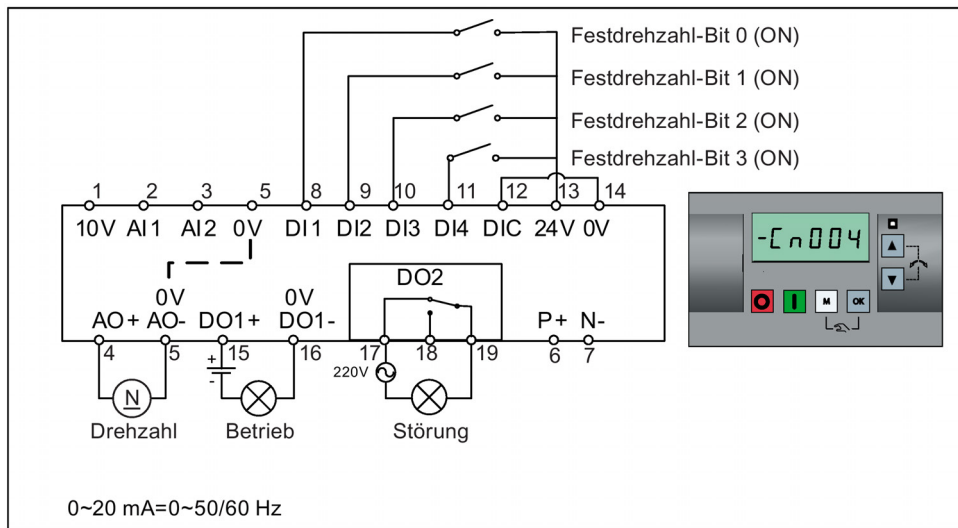 Festdrehzahl-Bit 0 (ON)
Festdrehzahl-Bit 1 (ON)
Festdrehzahl-Bit 2 (ON)
Festdrehzahl-Bit 3 (ON)
1 2 3 5 8 9 10 11 12 13 14
10V AI1 AI2 0V DI1 DI2 DI3 DI4 DIC 24V 0V
-Cn004
M OK
DO2
0V 0V
AO+ AO- DO1+ DO1- P+ N-
4 5 15 16 17 18 19 6 7
+
-
220V
N
Drehzahl Betrieb Störung
0~20 mA=0~50/60 Hz